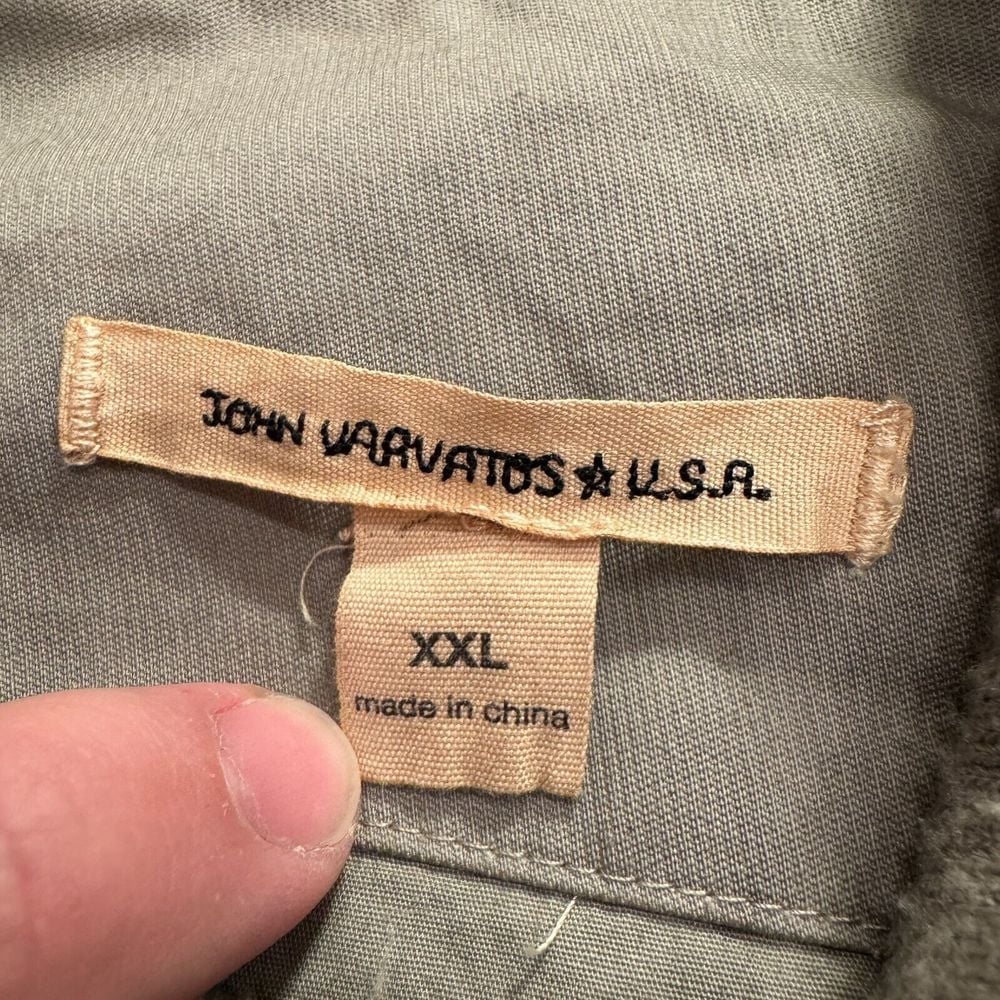 JOHN VARVATOS ☆ U.S.A.
XXL
made in china